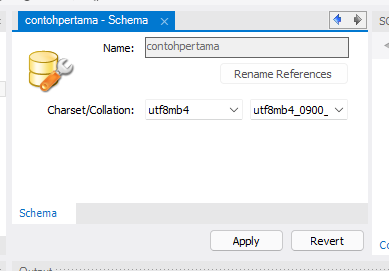 contohpertama - Schema
Name: contohpertama
Rename References
Charset/Collation: utf8mb4 utf8mb4_0900_
Schema
Apply Revert